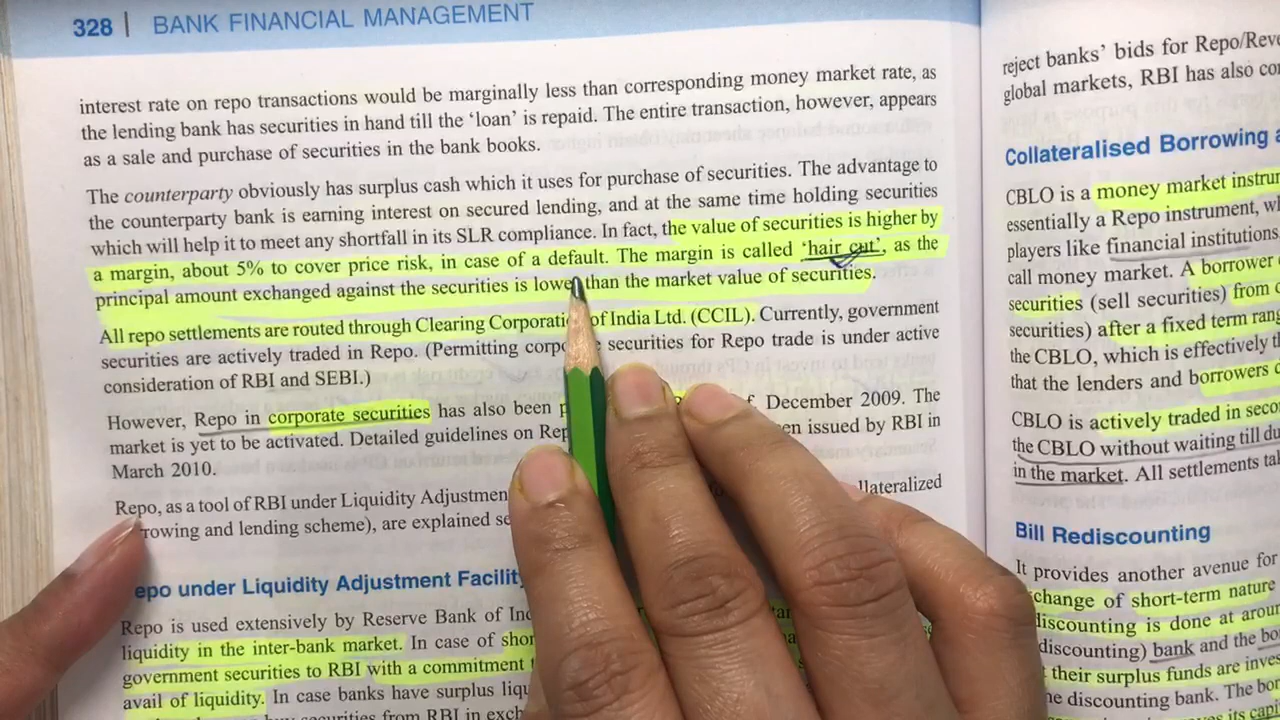 328 | BANK FINANCIAL MANAGEMENT
interest rate on repo transactions would be marginally less than corresponding money market rate, as
the lending bank has securities in hand till the ‘loan’ is repaid. The entire transaction, however, appears
as a sale and purchase of securities in the bank books.
The counterparty obviously has surplus cash which it uses for purchase of securities. The advantage to
the counterparty bank is earning interest on secured lending, and at the same time holding securities
which will help it to meet any shortfall in its SLR compliance. In fact, the value of securities is higher by
a margin, about 5% to cover price risk, in case of a default. The margin is called ‘hair cut’, as the
principal amount exchanged against the securities is lowe than the market value of securities.
All repo settlements are routed through Clearing Corporati of India Ltd. (CCIL). Currently, government
securities are actively traded in Repo. (Permitting corpo securities for Repo trade is under active
consideration of RBI and SEBI.)
However, Repo in corporate securities has also been December 2009. The
market is yet to be activated. Detailed guidelines on Rep en issued by RBI in
March 2010.
Repo, as a tool of RBI under Liquidity Adjustmen llateralized
rowing and lending scheme), are explained se
epo under Liquidity Adjustment Facility
Repo is used extensively by Reserve Bank of Ind
liquidity in the inter-bank market. In case of shor
government securities to RBI with a commitment
avail of liquidity. In case banks have surplus liqu
securities from RBI in exch
reject banks’ bids for Repo/Reve
global markets, RBI has also con
Collateralised Borrowing a
CBLO is a money market instrum
essentially a Repo instrument, wh
players like financial institutions
call money market. A borrower
securities (sell securities) from
securities) after a fixed term rang
the CBLO, which is effectively th
that the lenders and borrowers
CBLO is actively traded in seco
the CBLO without waiting till du
in the market. All settlements tak
Bill Rediscounting
It provides another avenue for
change of short-term nature
discounting is done at aroun
discounting) bank and the bo
their surplus funds are inves
he discounting bank. The bor
its capi